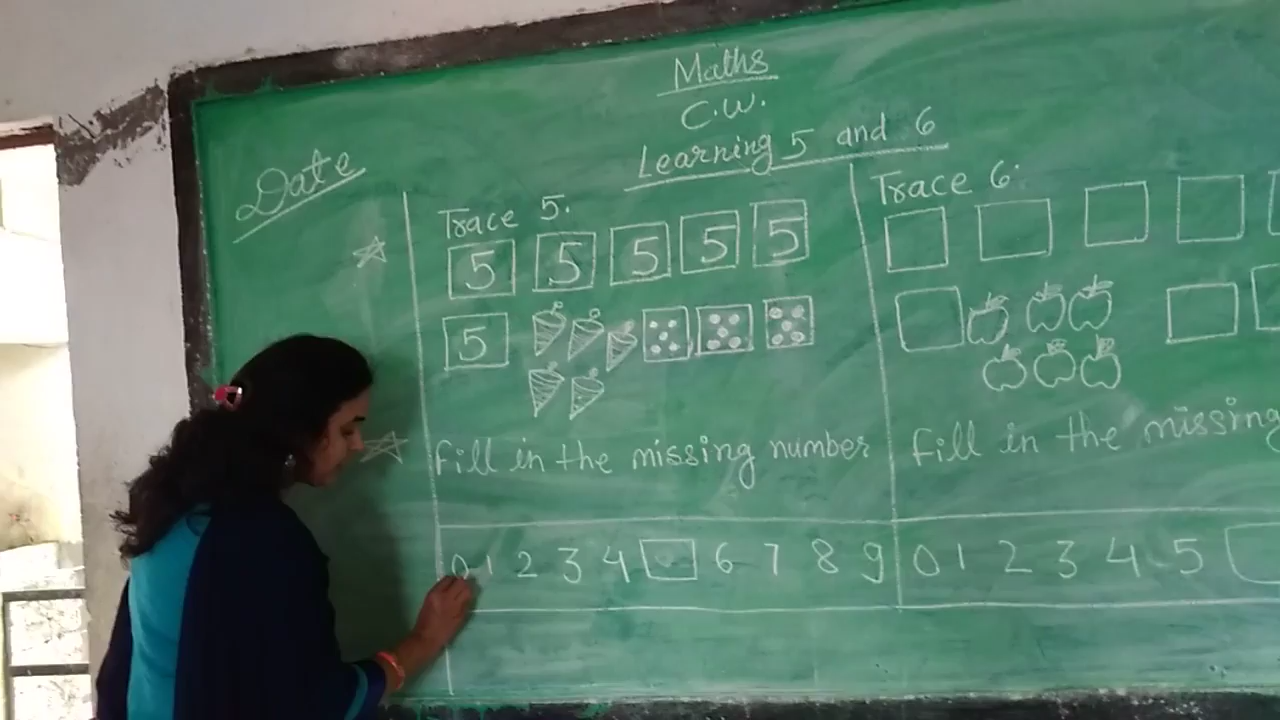 Maths
C.W.
Learning 5 and 6
Date
Trace 5.
5 5 5 5 5
5
Fill in the missing number
0 1 2 3 4 6 7 8 9
Trace 6.
Fill in the missing
0 1 2 3 4 5